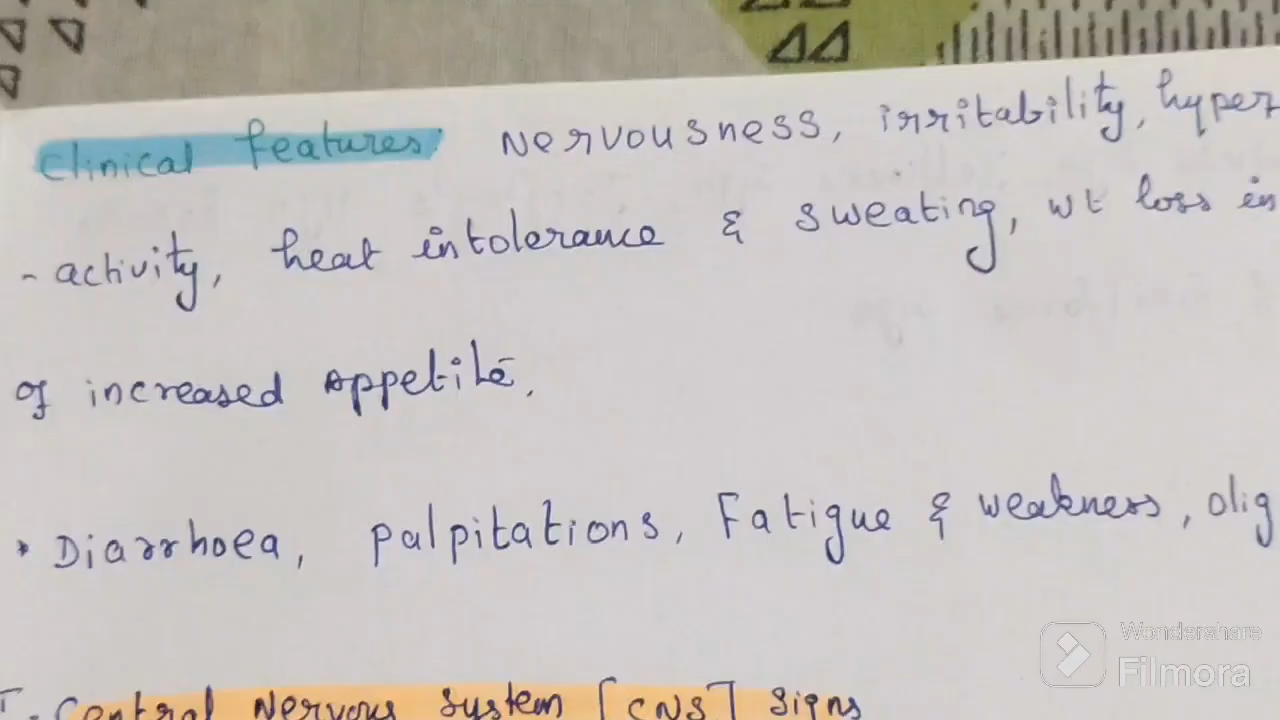 Clinical features: Nervousness, irritability, hyper
- activity, heat intolerance & sweating, wt loss in
of increased Appetite.
• Diarrhoea, palpitations, Fatigue & weakness, olig
I. Central Nervous System [CNS] Signs
Wondershare
Filmora